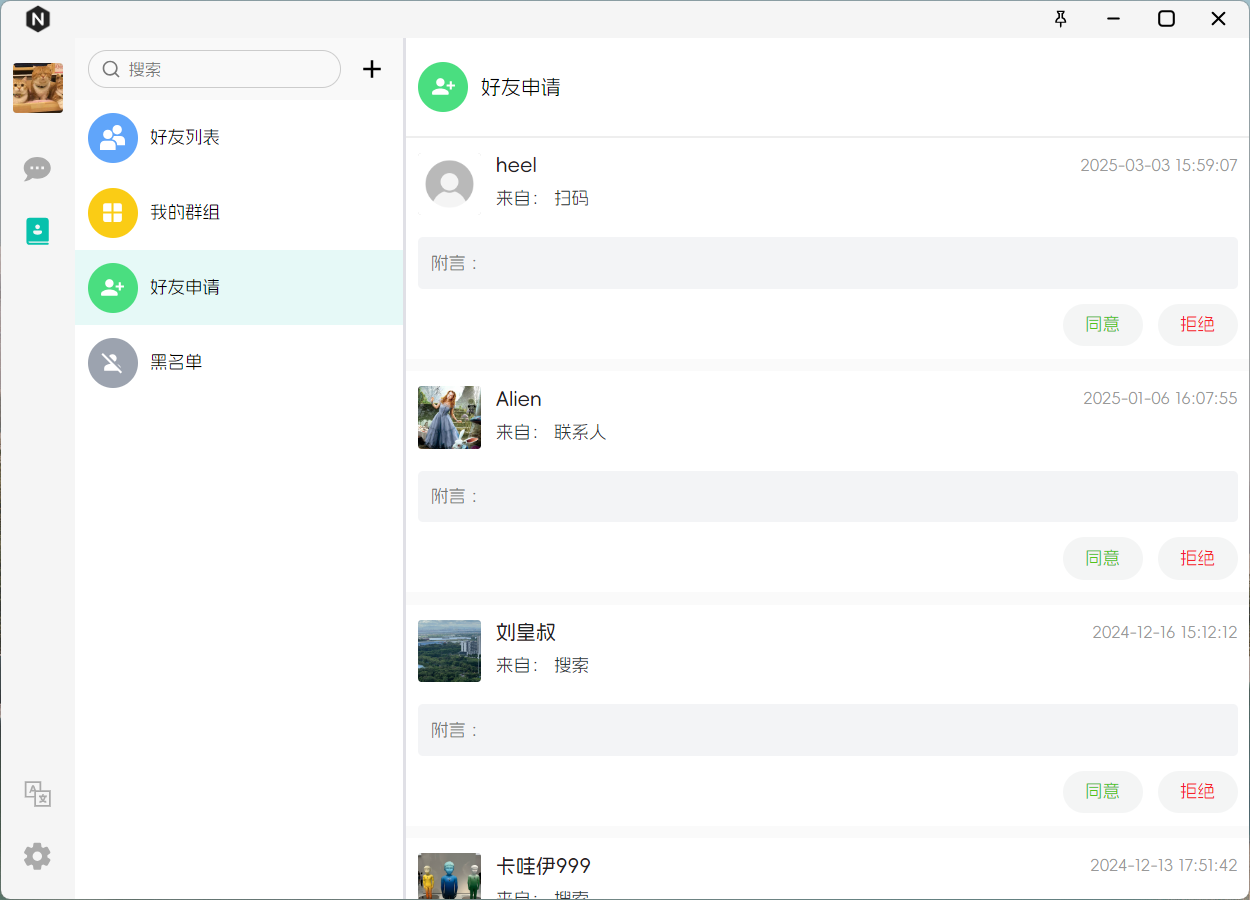 N
搜索
好友列表
我的群组
好友申请
黑名单
A
文
好友申请
heel
2025-03-03 15:59:07
来自： 扫码
附言：
同意
拒绝
Alien
2025-01-06 16:07:55
来自： 联系人
附言：
同意
拒绝
刘皇叔
2024-12-16 15:12:12
来自： 搜索
附言：
同意
拒绝
卡哇伊999
2024-12-13 17:51:42
来自： 搜索